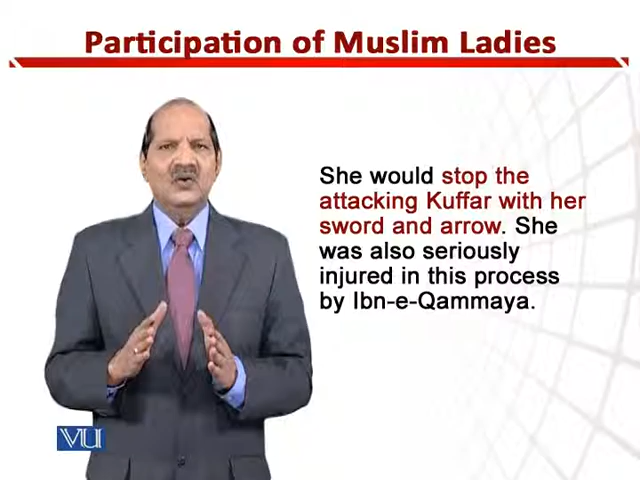 Participation of Muslim Ladies
She would stop the
attacking Kuffar with her
sword and arrow. She
was also seriously
injured in this process
by Ibn-e-Qammaya.
VU